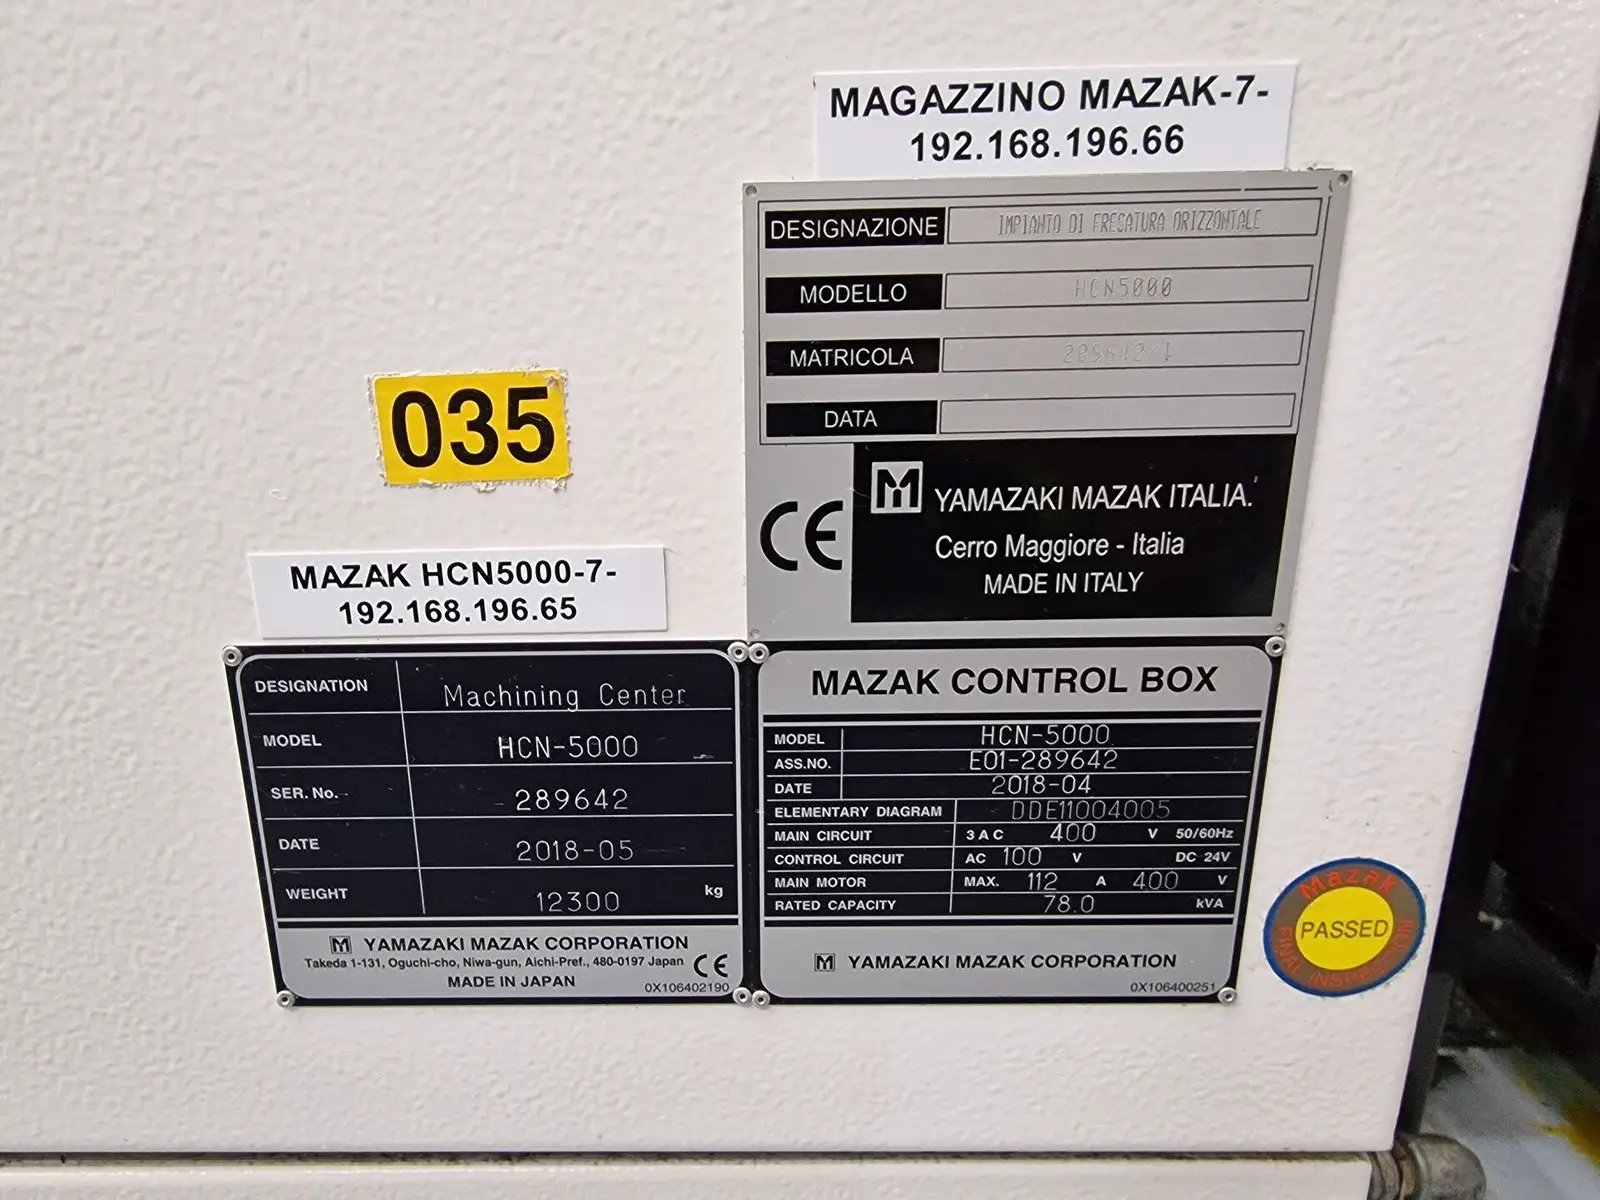 MAGAZZINO MAZAK-7-
192.168.196.66
DESIGNAZIONE IMPIANTO DI FRESATURA ORIZZONTALE
MODELLO HCN5000
MATRICOLA 289642/1
DATA
CE
YAMAZAKI MAZAK ITALIA.
Cerro Maggiore - Italia
MADE IN ITALY
035
MAZAK HCN5000-7-
192.168.196.65
DESIGNATION Machining Center
MODEL HCN-5000
SER. No. 289642
DATE 2018-05
WEIGHT 12300 kg
YAMAZAKI MAZAK CORPORATION
Takeda 1-131, Oguchi-cho, Niwa-gun, Aichi-Pref., 480-0197 Japan
CE
MADE IN JAPAN
0X106402190
MAZAK CONTROL BOX
MODEL HCN-5000
ASS.NO. E01-289642
DATE 2018-04
ELEMENTARY DIAGRAM DDE11004005
MAIN CIRCUIT 3 A C 400 V 50/60Hz
CONTROL CIRCUIT AC 100 V DC 24V
MAIN MOTOR MAX. 112 A 400 V
RATED CAPACITY 78.0 kVA
YAMAZAKI MAZAK CORPORATION
0X106400251
Mazak
PASSED
FINAL INSPECTION